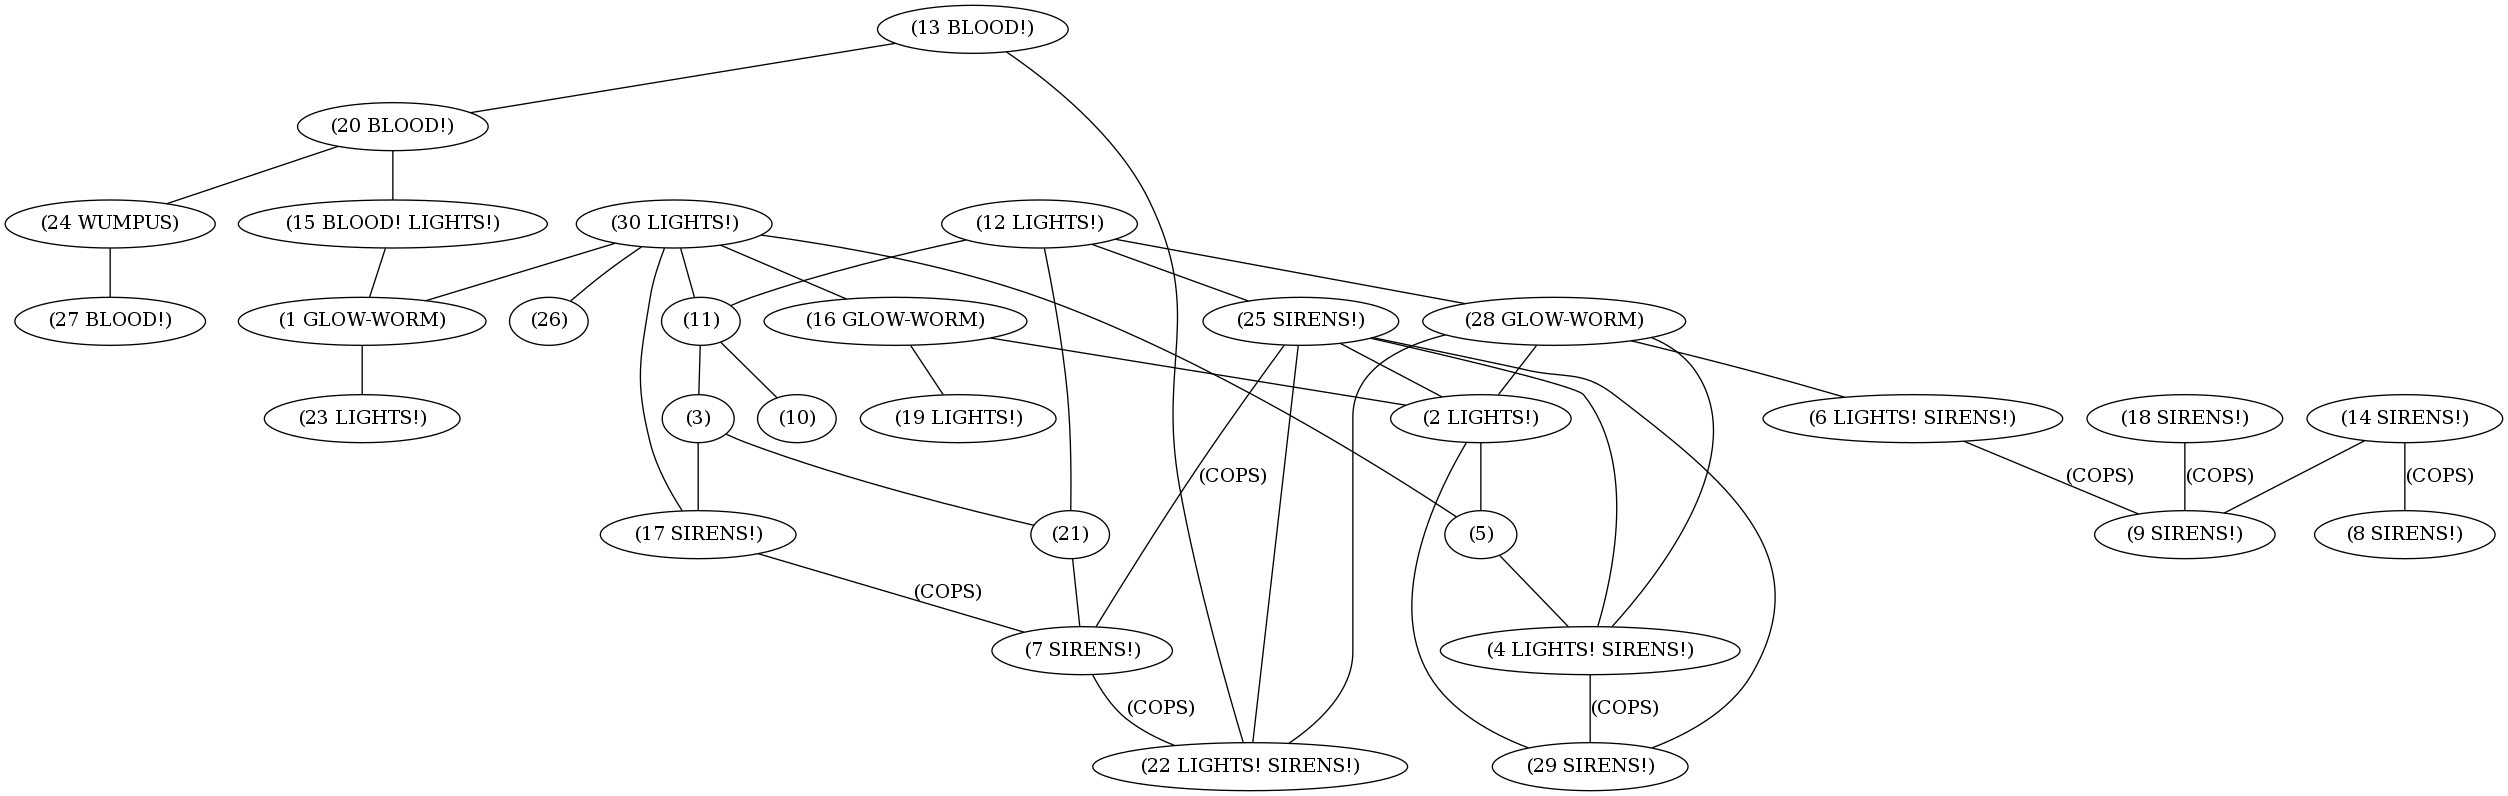 (13 BLOOD!)
(20 BLOOD!)
(24 WUMPUS)
(15 BLOOD! LIGHTS!)
(30 LIGHTS!)
(12 LIGHTS!)
(27 BLOOD!)
(1 GLOW-WORM)
(26)
(11)
(16 GLOW-WORM)
(25 SIRENS!)
(28 GLOW-WORM)
(23 LIGHTS!)
(3)
(10)
(19 LIGHTS!)
(2 LIGHTS!)
(6 LIGHTS! SIRENS!)
(18 SIRENS!)
(14 SIRENS!)
(COPS)
(COPS)
(COPS)
(COPS)
(17 SIRENS!)
(21)
(5)
(9 SIRENS!)
(8 SIRENS!)
(COPS)
(7 SIRENS!)
(4 LIGHTS! SIRENS!)
(COPS)
(COPS)
(22 LIGHTS! SIRENS!)
(29 SIRENS!)